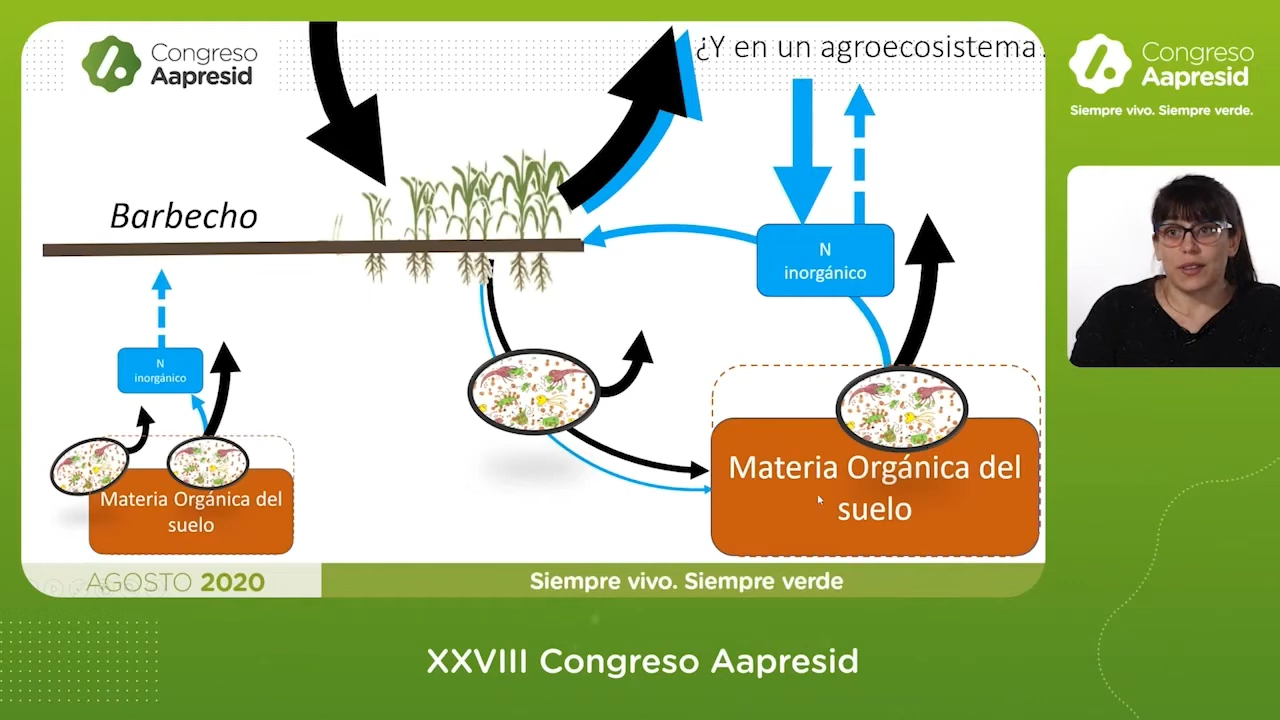 Congreso
Aapresid
¿Y en un agroecosistema
Congreso
Aapresid
Siempre vivo. Siempre verde.
Barbecho
N
inorgánico
N
inorgánico
Materia Orgánica del
suelo
Materia Orgánica del
suelo
AGOSTO 2020
Siempre vivo. Siempre verde
XXVIII Congreso Aapresid